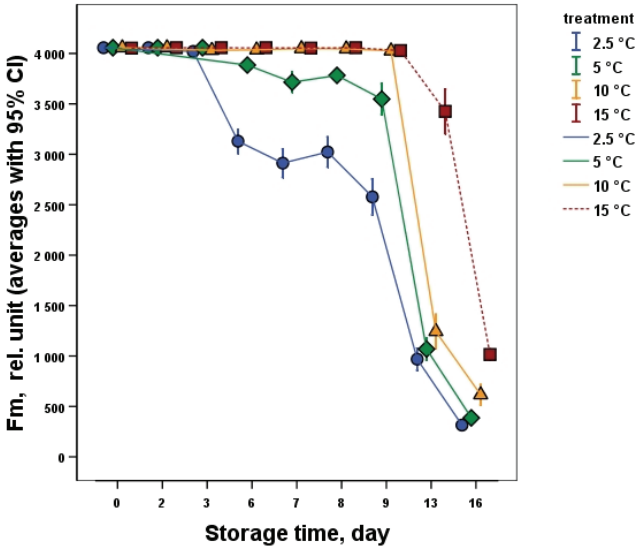 treatment
2.5 °C
5 °C
10 °C
15 °C
2.5 °C
5 °C
10 °C
15 °C
Fm, rel. unit (averages with 95% CI)
4 000
3 500
3 000
2 500
2 000
1 500
1 000
500
0
0 2 3 6 7 8 9 13 16
Storage time, day